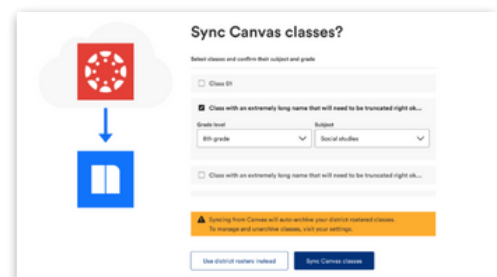 Sync Canvas classes?
Select classes and confirm their subject and grade
Class 01
Class with an extremely long name that will need to be truncated right ok...
Grade level
Subject
8th grade
Social studies
Class with an extremely long name that will need to be truncated right ok...
Syncing from Canvas will auto-archive your district rostered classes.
To manage and unarchive classes, visit your settings.
Use district rosters instead
Sync Canvas classes